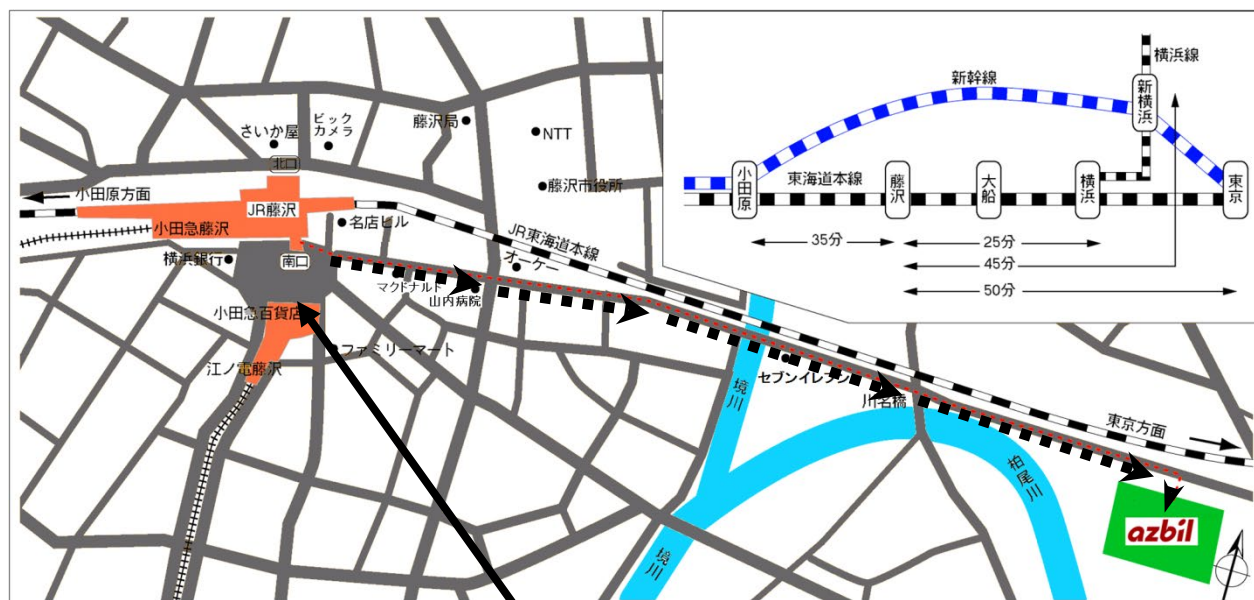 横浜線
新幹線
新横浜
小田原
東海道本線
藤沢
大船
横浜
東京
35分
25分
45分
50分
さいか屋
ビック
カメラ
藤沢局
NTT
北口
藤沢市役所
小田原方面
JR藤沢
名店ビル
小田急藤沢
JR東海道本線
横浜銀行
南口
オーケー
マクドナルド
山内病院
小田急百貨店
ファミリーマート
江ノ電藤沢
境川
セブンイレブン
川名橋
東京方面
柏尾川
境川
azbil